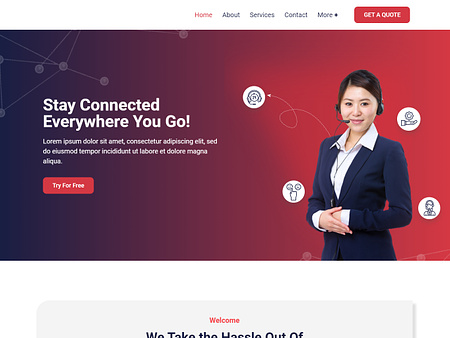 Home About Services Contact More
GET A QUOTE
Stay Connected
Everywhere You Go!
Lorem ipsum dolor sit amet, consectetur adipiscing elit, sed
do eiusmod tempor incididunt ut labore et dolore magna
aliqua.
Try For Free
Welcome
We Take the Hassle Out Of